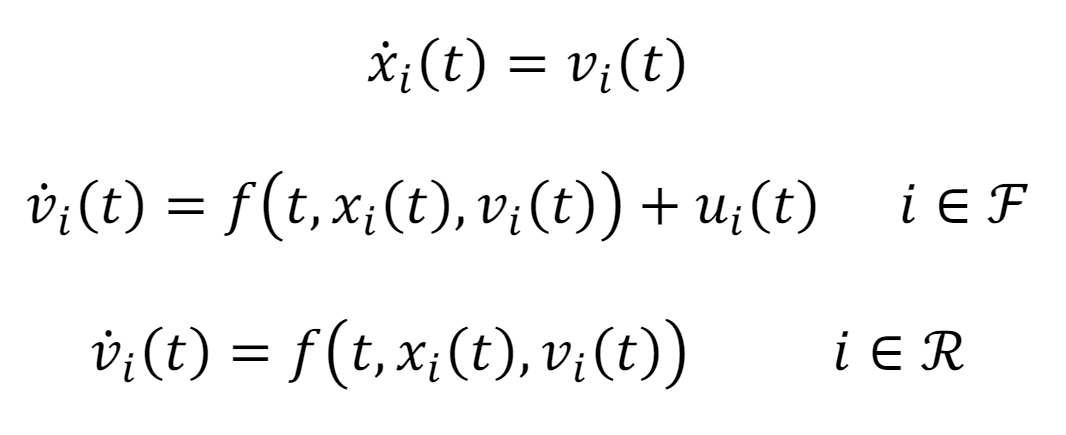 ẋᵢ(t) = vᵢ(t)
v̇ᵢ(t) = f(t, xᵢ(t), vᵢ(t)) + uᵢ(t) i ∈ ℱ
v̇ᵢ(t) = f(t, xᵢ(t), vᵢ(t)) i ∈ ℛ